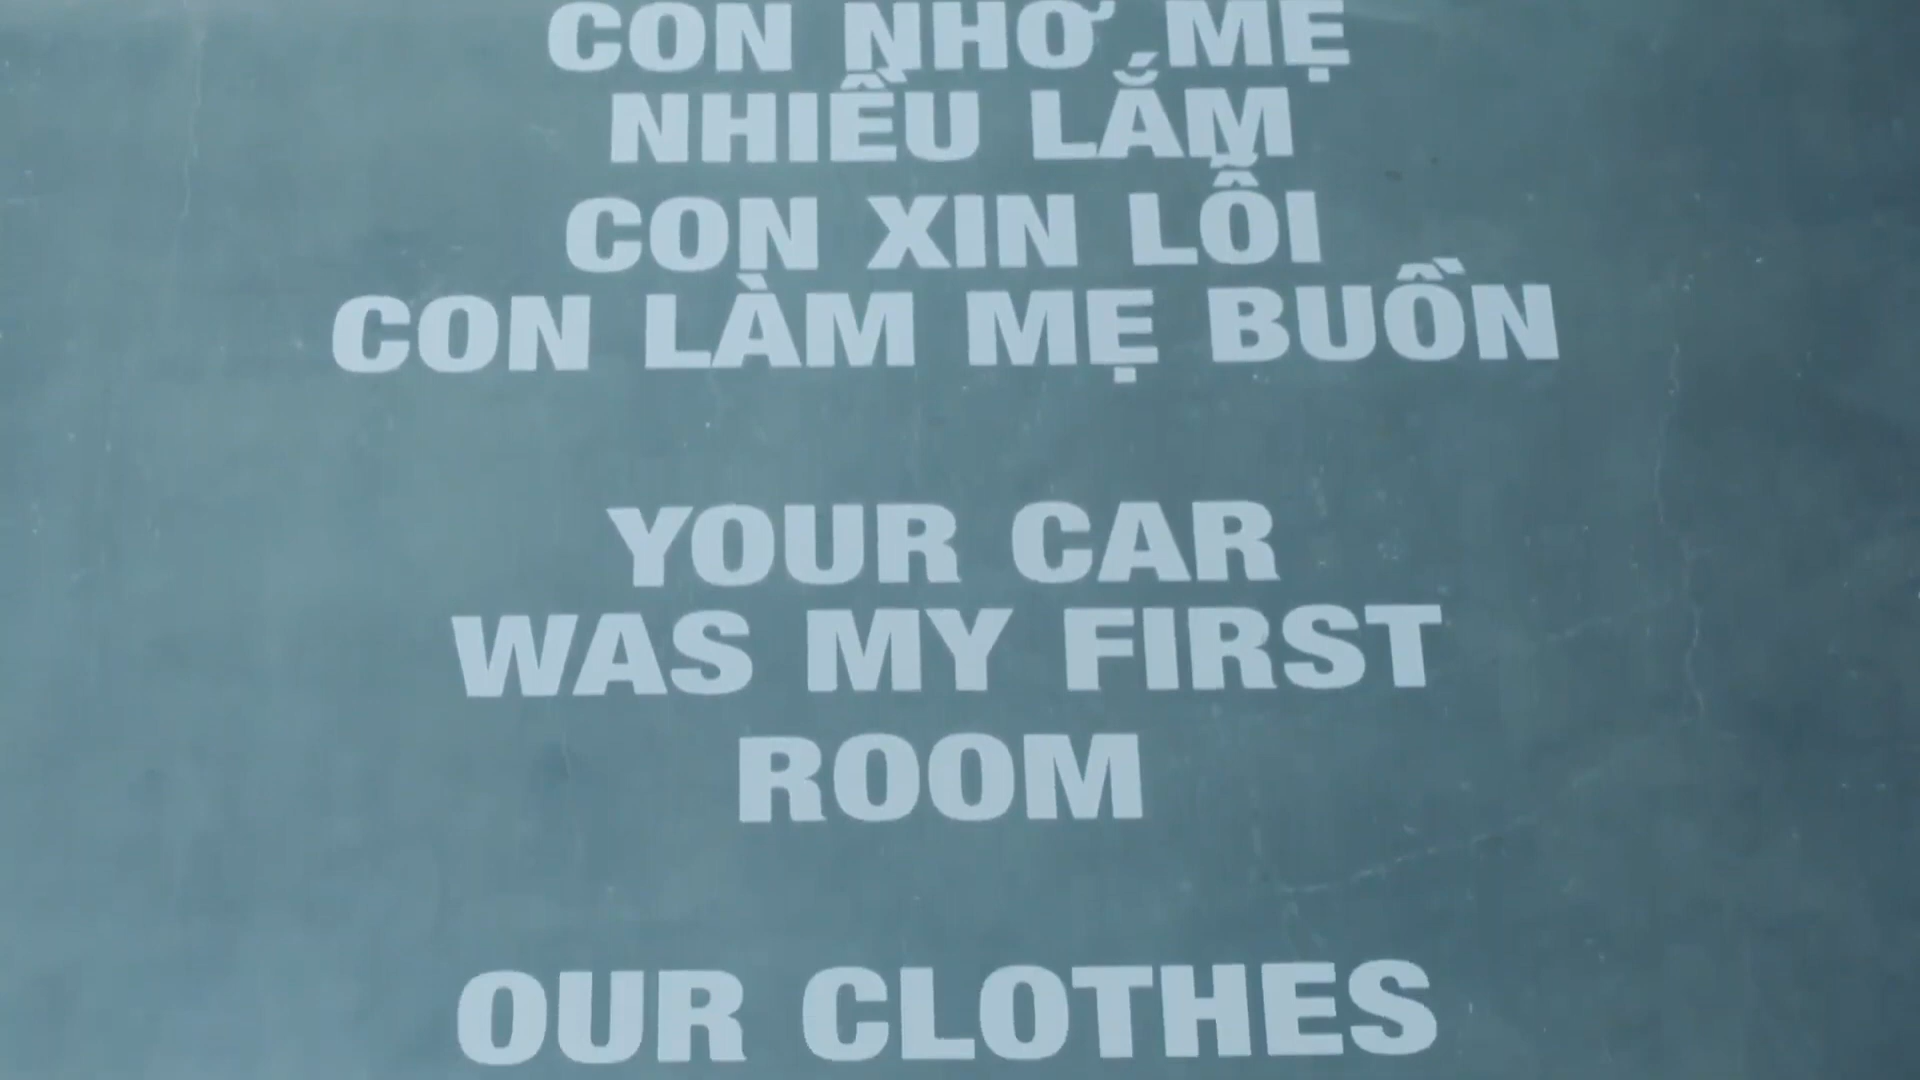 CON NHỚ MẸ
NHIỀU LẮM
CON XIN LỖI
CON LÀM MẸ BUỒN
YOUR CAR
WAS MY FIRST
ROOM
OUR CLOTHES